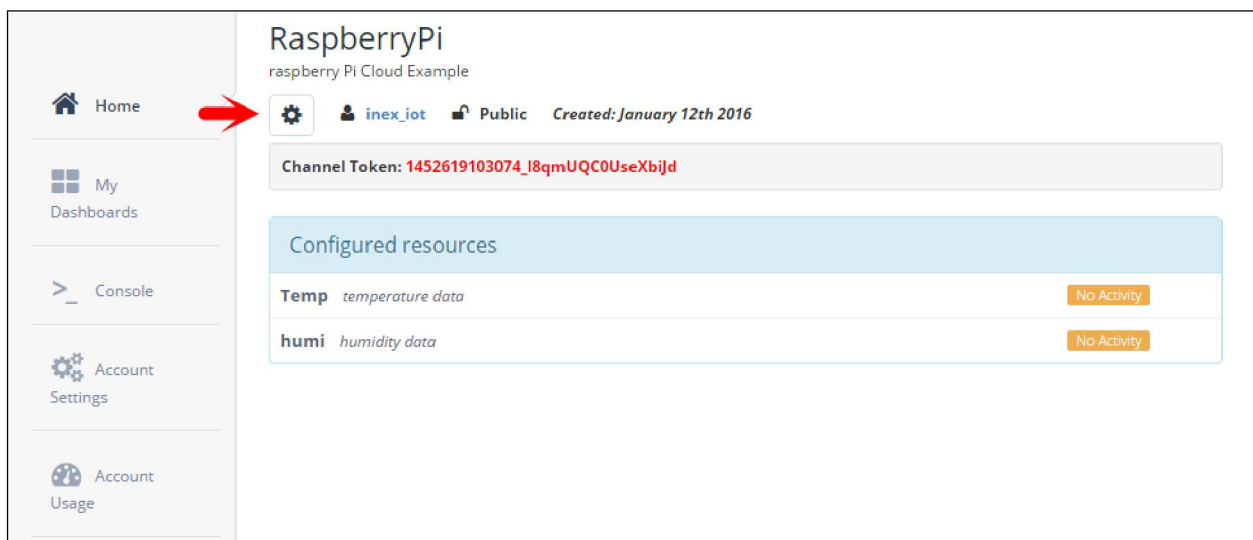 Home
My
Dashboards
>_ Console
Account
Settings
Account
Usage
RaspberryPi
raspberry Pi Cloud Example
inex_iot Public Created: January 12th 2016
Channel Token: 1452619103074_l8qmUQC0UseXbiJd
Configured resources
Temp temperature data No Activity
humi humidity data No Activity